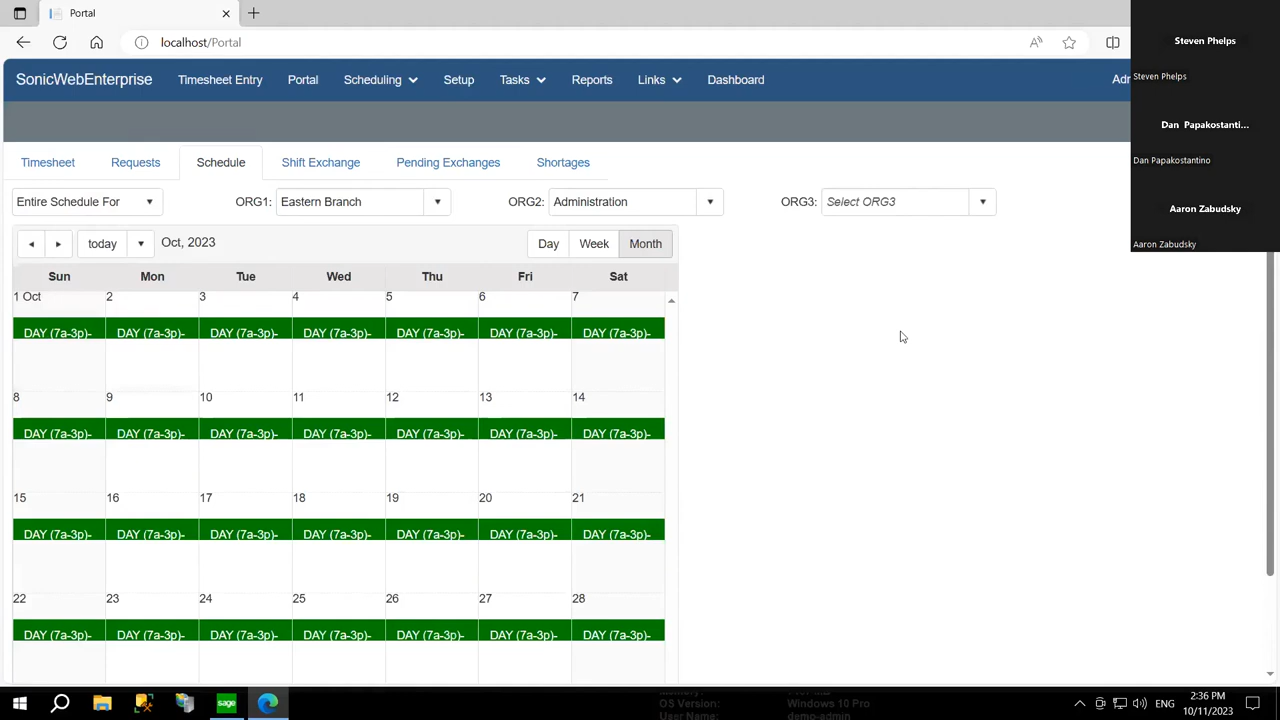 Portal
localhost/Portal
Steven Phelps
Steven Phelps
Dan Papakostanti...
Dan Papakostantino
Aaron Zabudsky
Aaron Zabudsky
SonicWebEnterprise Timesheet Entry Portal Scheduling Setup Tasks Reports Links Dashboard Adr
Timesheet Requests Schedule Shift Exchange Pending Exchanges Shortages
Entire Schedule For ORG1: Eastern Branch ORG2: Administration ORG3: Select ORG3
today Oct, 2023 Day Week Month
Sun Mon Tue Wed Thu Fri Sat
1 Oct 2 3 4 5 6 7
DAY (7a-3p)- DAY (7a-3p)- DAY (7a-3p)- DAY (7a-3p)- DAY (7a-3p)- DAY (7a-3p)- DAY (7a-3p)-
8 9 10 11 12 13 14
DAY (7a-3p)- DAY (7a-3p)- DAY (7a-3p)- DAY (7a-3p)- DAY (7a-3p)- DAY (7a-3p)- DAY (7a-3p)-
15 16 17 18 19 20 21
DAY (7a-3p)- DAY (7a-3p)- DAY (7a-3p)- DAY (7a-3p)- DAY (7a-3p)- DAY (7a-3p)- DAY (7a-3p)-
22 23 24 25 26 27 28
DAY (7a-3p)- DAY (7a-3p)- DAY (7a-3p)- DAY (7a-3p)- DAY (7a-3p)- DAY (7a-3p)- DAY (7a-3p)-
sage
OS Version: Windows 10 Pro
User Name: demo-admin
ENG
2:36 PM
10/11/2023